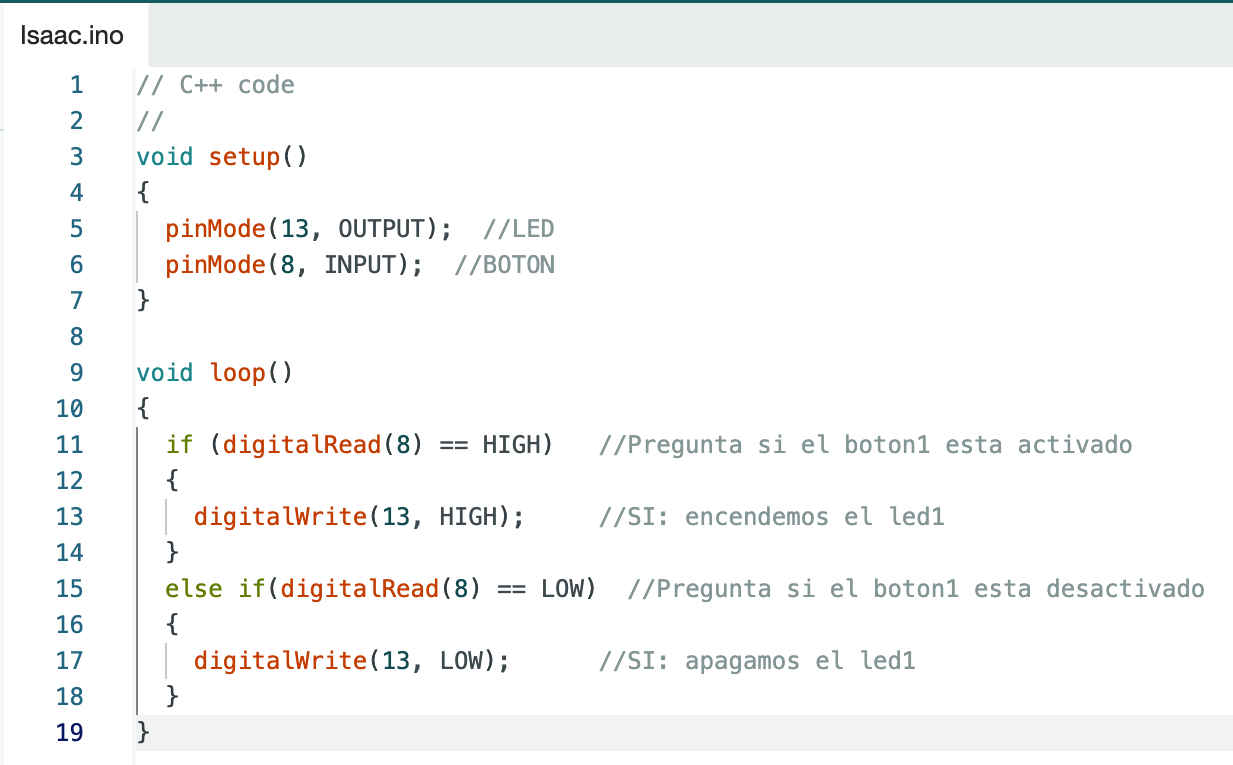 Isaac.ino
1 // C++ code
2 //
3 void setup()
4 {
5   pinMode(13, OUTPUT);  //LED
6   pinMode(8, INPUT);  //BOTON
7 }
8
9 void loop()
10 {
11   if (digitalRead(8) == HIGH)   //Pregunta si el boton1 esta activado
12   {
13     digitalWrite(13, HIGH);     //SI: encendemos el led1
14   }
15   else if(digitalRead(8) == LOW)  //Pregunta si el boton1 esta desactivado
16   {
17     digitalWrite(13, LOW);      //SI: apagamos el led1
18   }
19 }